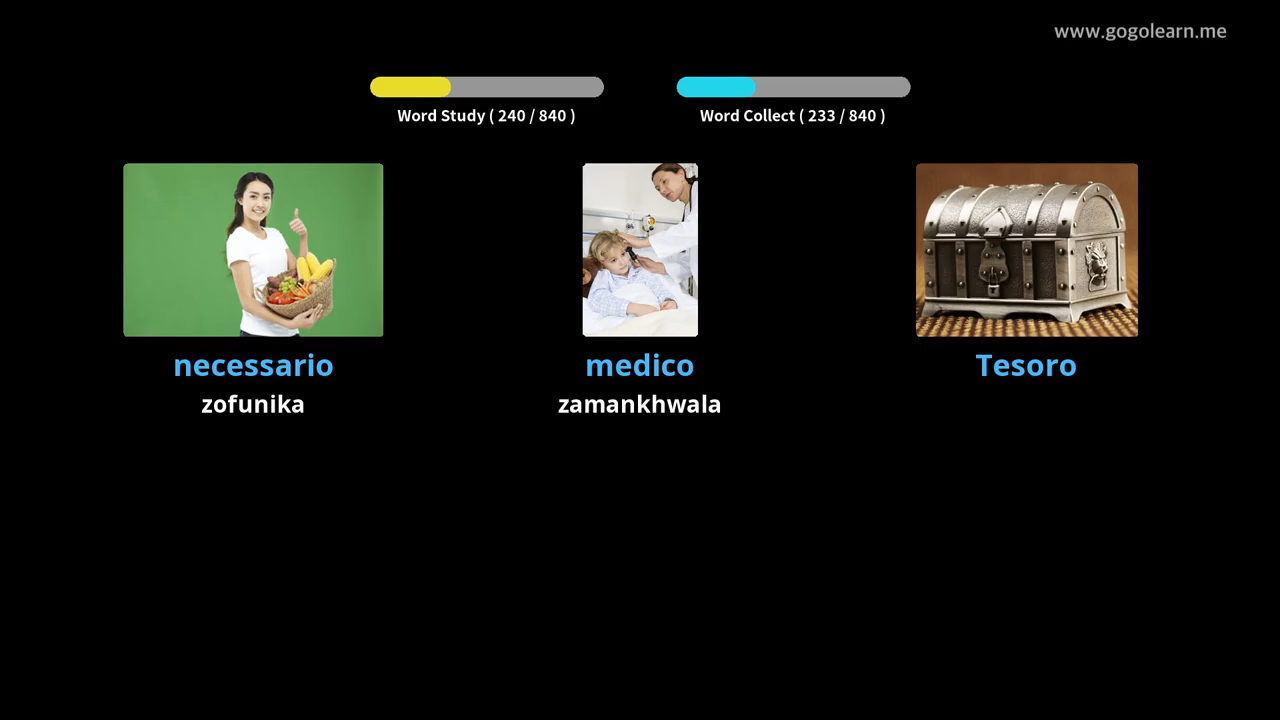 www.gogolearn.me
Word Study ( 240 / 840 )
Word Collect ( 233 / 840 )
necessario
zofunika
medico
zamankhwala
Tesoro